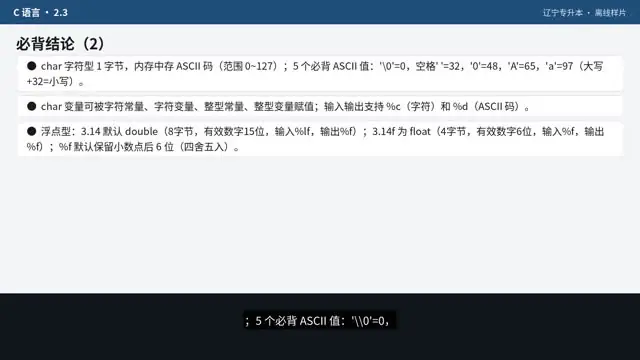 C 语言 · 2.3
辽宁专升本 · 离线样片
必背结论（2）
● char 字符型 1 字节，内存中存 ASCII 码（范围 0~127）；5 个必背 ASCII 值：'\0'=0，空格' '=32，'0'=48，'A'=65，'a'=97（大写
+32=小写）。
● char 变量可被字符常量、字符变量、整型常量、整型变量赋值；输入输出支持 %c（字符）和 %d（ASCII 码）。
● 浮点型：3.14 默认 double（8字节，有效数字15位，输入%lf，输出%f）；3.14f 为 float（4字节，有效数字6位，输入%f，输出
%f）；%f 默认保留小数点后 6 位（四舍五入）。
；5 个必背 ASCII 值：'\\0'=0，